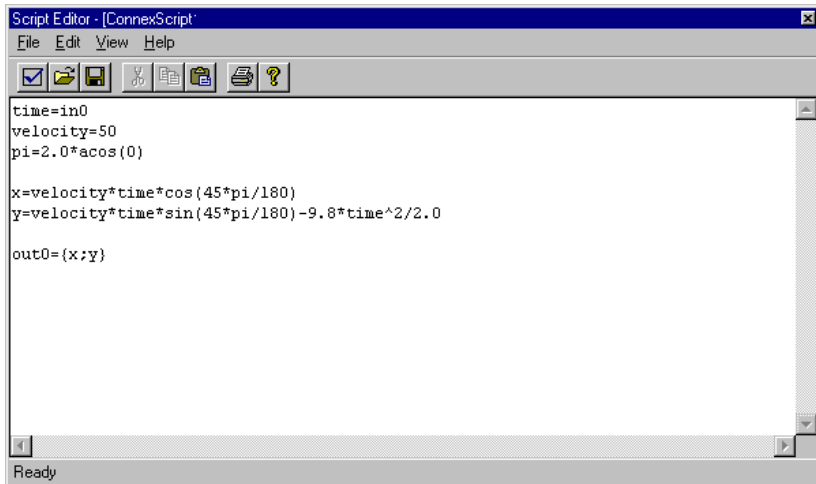 Script Editor - [ConnexScript
File Edit View Help
time=in0
velocity=50
pi=2.0*acos(0)
x=velocity*time*cos(45*pi/180)
y=velocity*time*sin(45*pi/180)-9.8*time^2/2.0
out0={x;y}
Ready